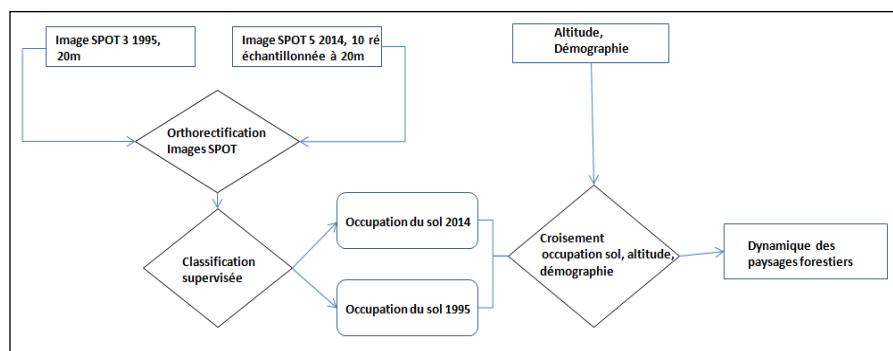 Image SPOT 3 1995,
20m
Image SPOT 5 2014, 10 ré
échantillonnée à 20m
Altitude,
Démographie
Orthorectification
Images SPOT
Classification
supervisée
Occupation du sol 2014
Occupation du sol 1995
Croisement
occupation sol, altitude,
démographie
Dynamique des
paysages forestiers